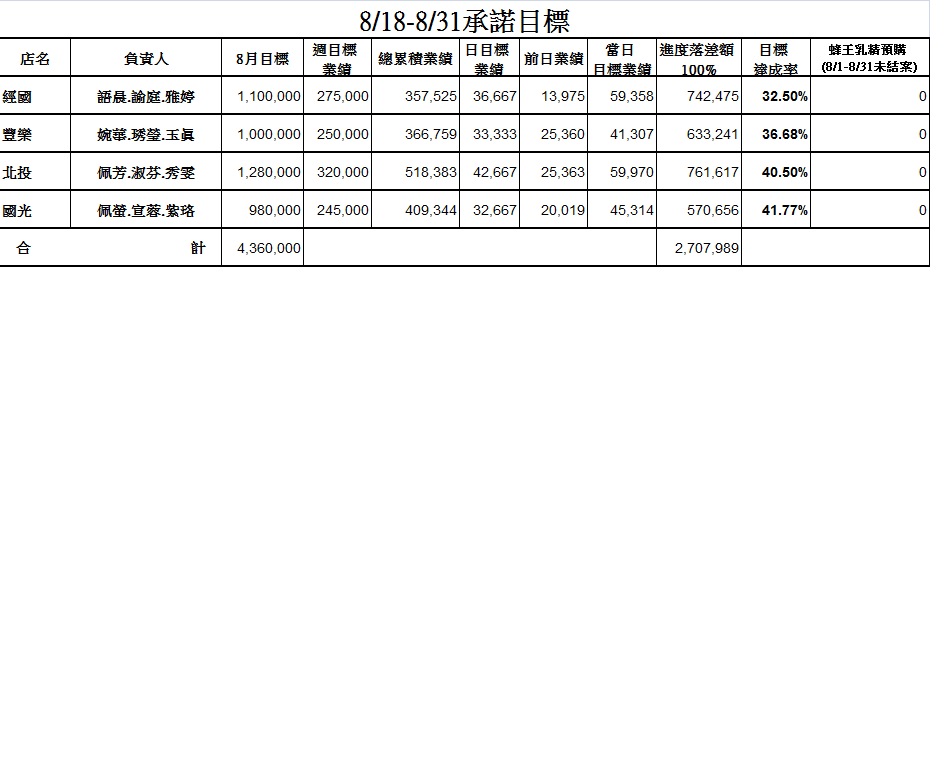 8/18-8/31承諾目標
店名 負責人 8月目標 週目標業績 總累積業績 日目標業績 前日業績 當日目標業績 進度落差額100% 目標達成率 蜂王乳精預購(8/1-8/31未結案)
經國 語晨.諭庭.雅婷 1,100,000 275,000 357,525 36,667 13,975 59,358 742,475 32.50% 0
豐樂 婉華.琇瑩.玉真 1,000,000 250,000 366,759 33,333 25,360 41,307 633,241 36.68% 0
北投 佩芳.淑芬.秀雯 1,280,000 320,000 518,383 42,667 25,363 59,970 761,617 40.50% 0
國光 佩螢.宣蓉.紫珞 980,000 245,000 409,344 32,667 20,019 45,314 570,656 41.77% 0
合計 4,360,000 2,707,989